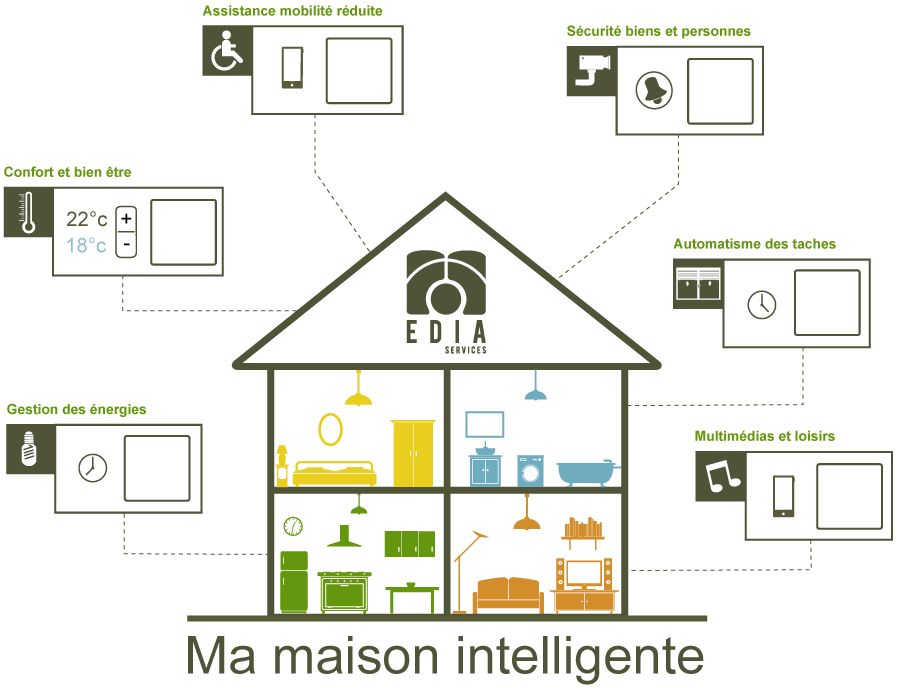 Assistance mobilité réduite
Sécurité biens et personnes
Confort et bien être
22°c
+
18°c
-
Automatisme des taches
EDIA
SERVICES
Gestion des énergies
Multimédias et loisirs
Ma maison intelligente